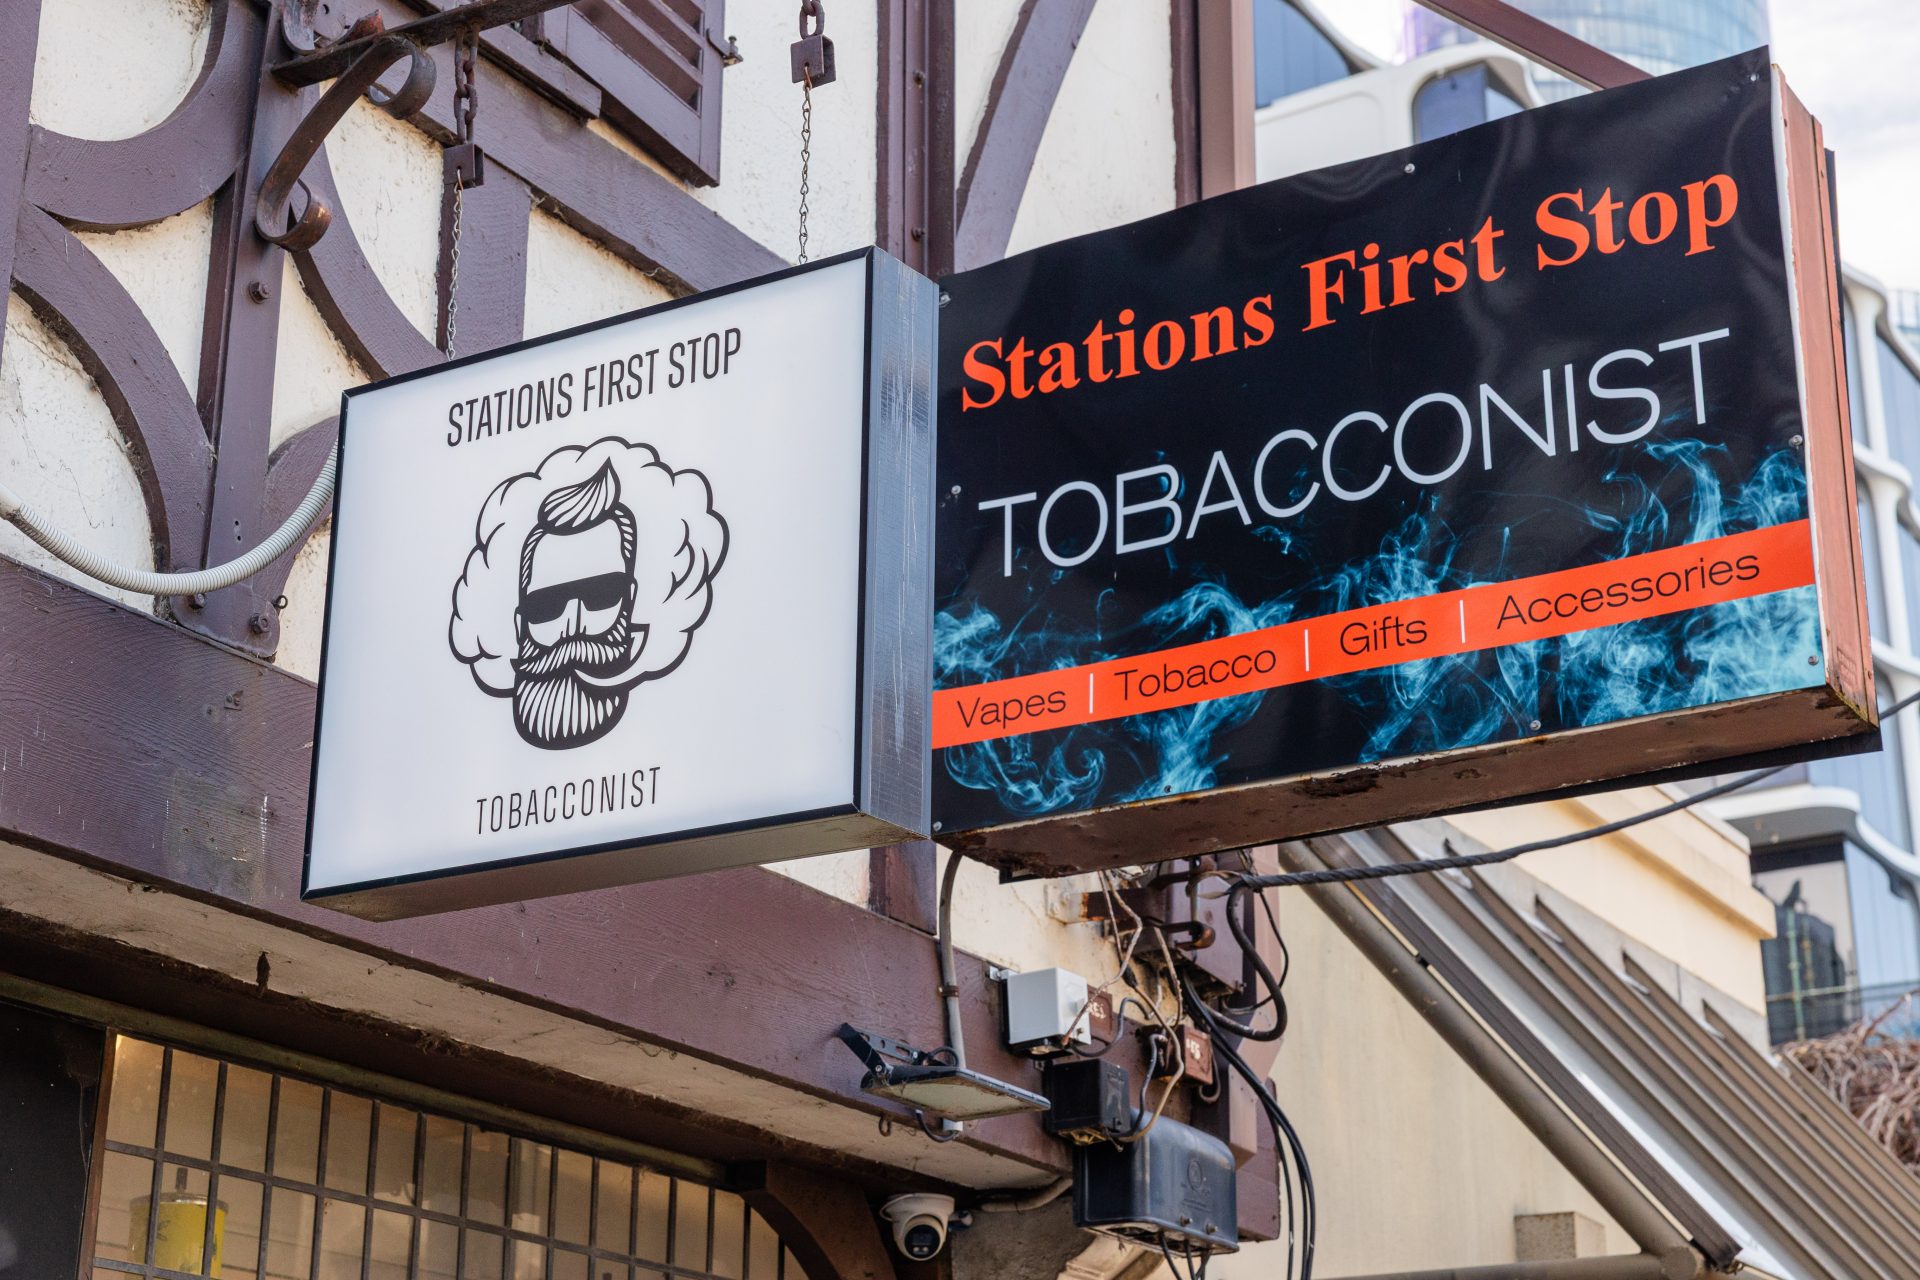 STATIONS FIRST STOP
TOBACCONIST
Stations First Stop
TOBACCONIST
Vapes | Tobacco | Gifts | Accessories